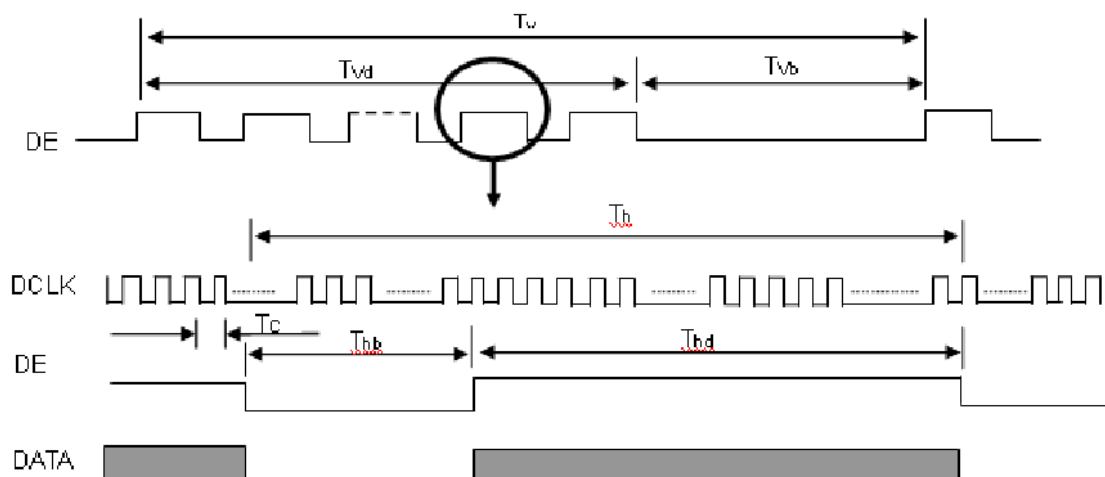 Tv
Tvd
Tvb
DE
Th
DCLK
Tc
Thb
Thd
DE
DATA